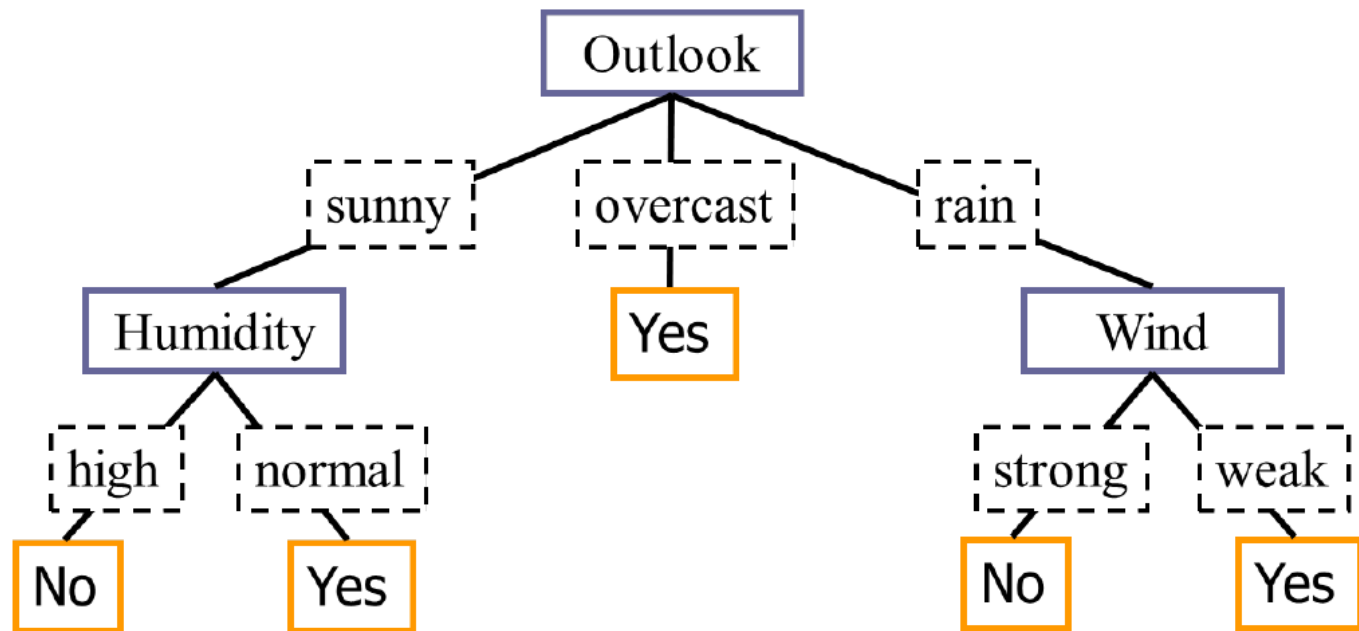 Outlook
sunny overcast rain
Humidity Yes Wind
high normal strong weak
No Yes No Yes